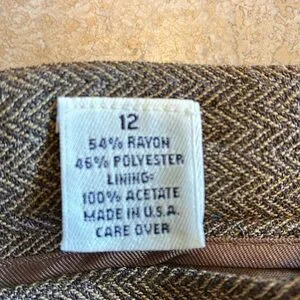 12
54% RAYON
46% POLYESTER
LINING:
100% ACETATE
MADE IN U.S.A.
CARE OVER